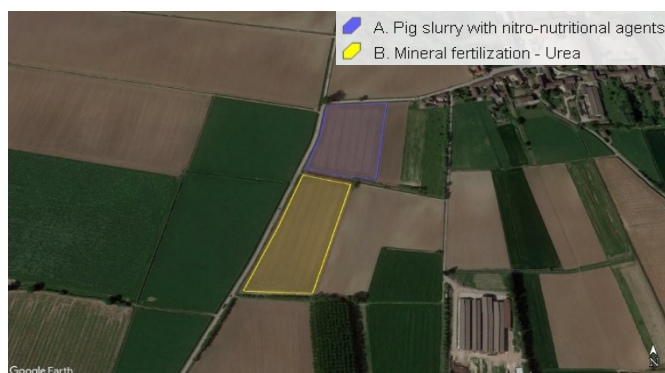 A. Pig slurry with nitro-nutritional agents
B. Mineral fertilization - Urea
Google Earth
N